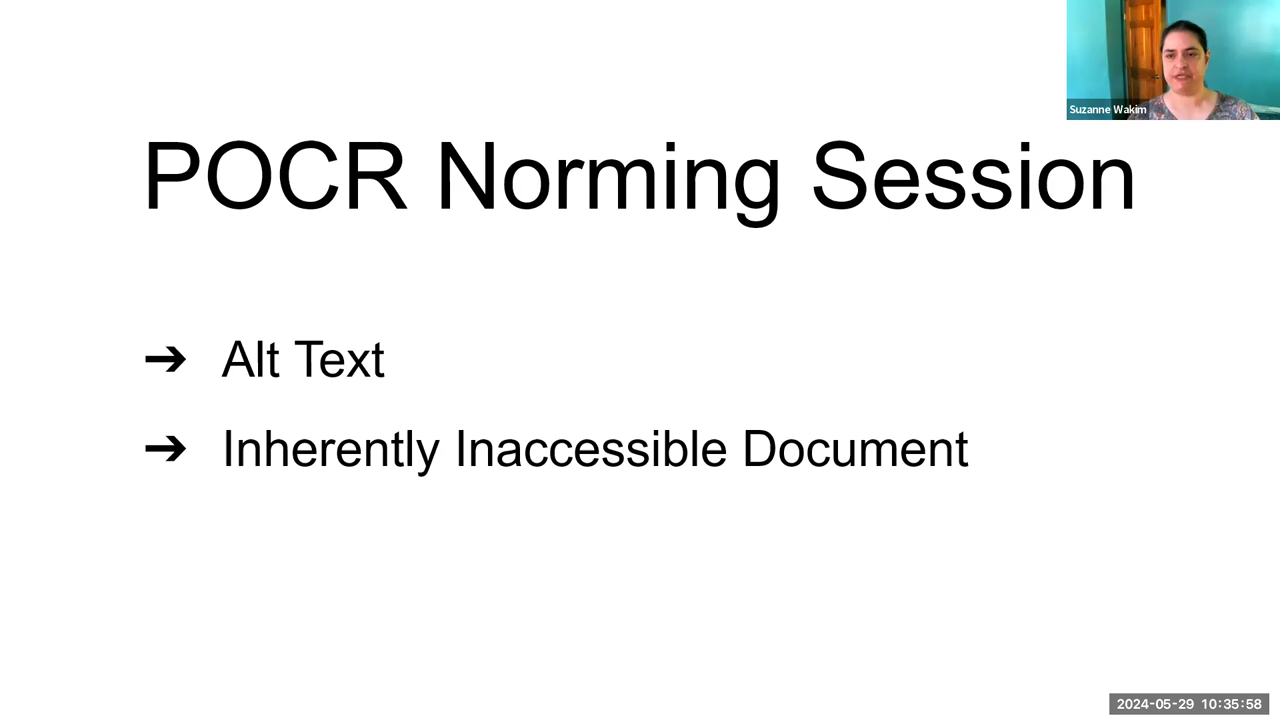 Suzanne Wakim
POCR Norming Session
➔ Alt Text
➔ Inherently Inaccessible Document
2024-05-29 10:35:58